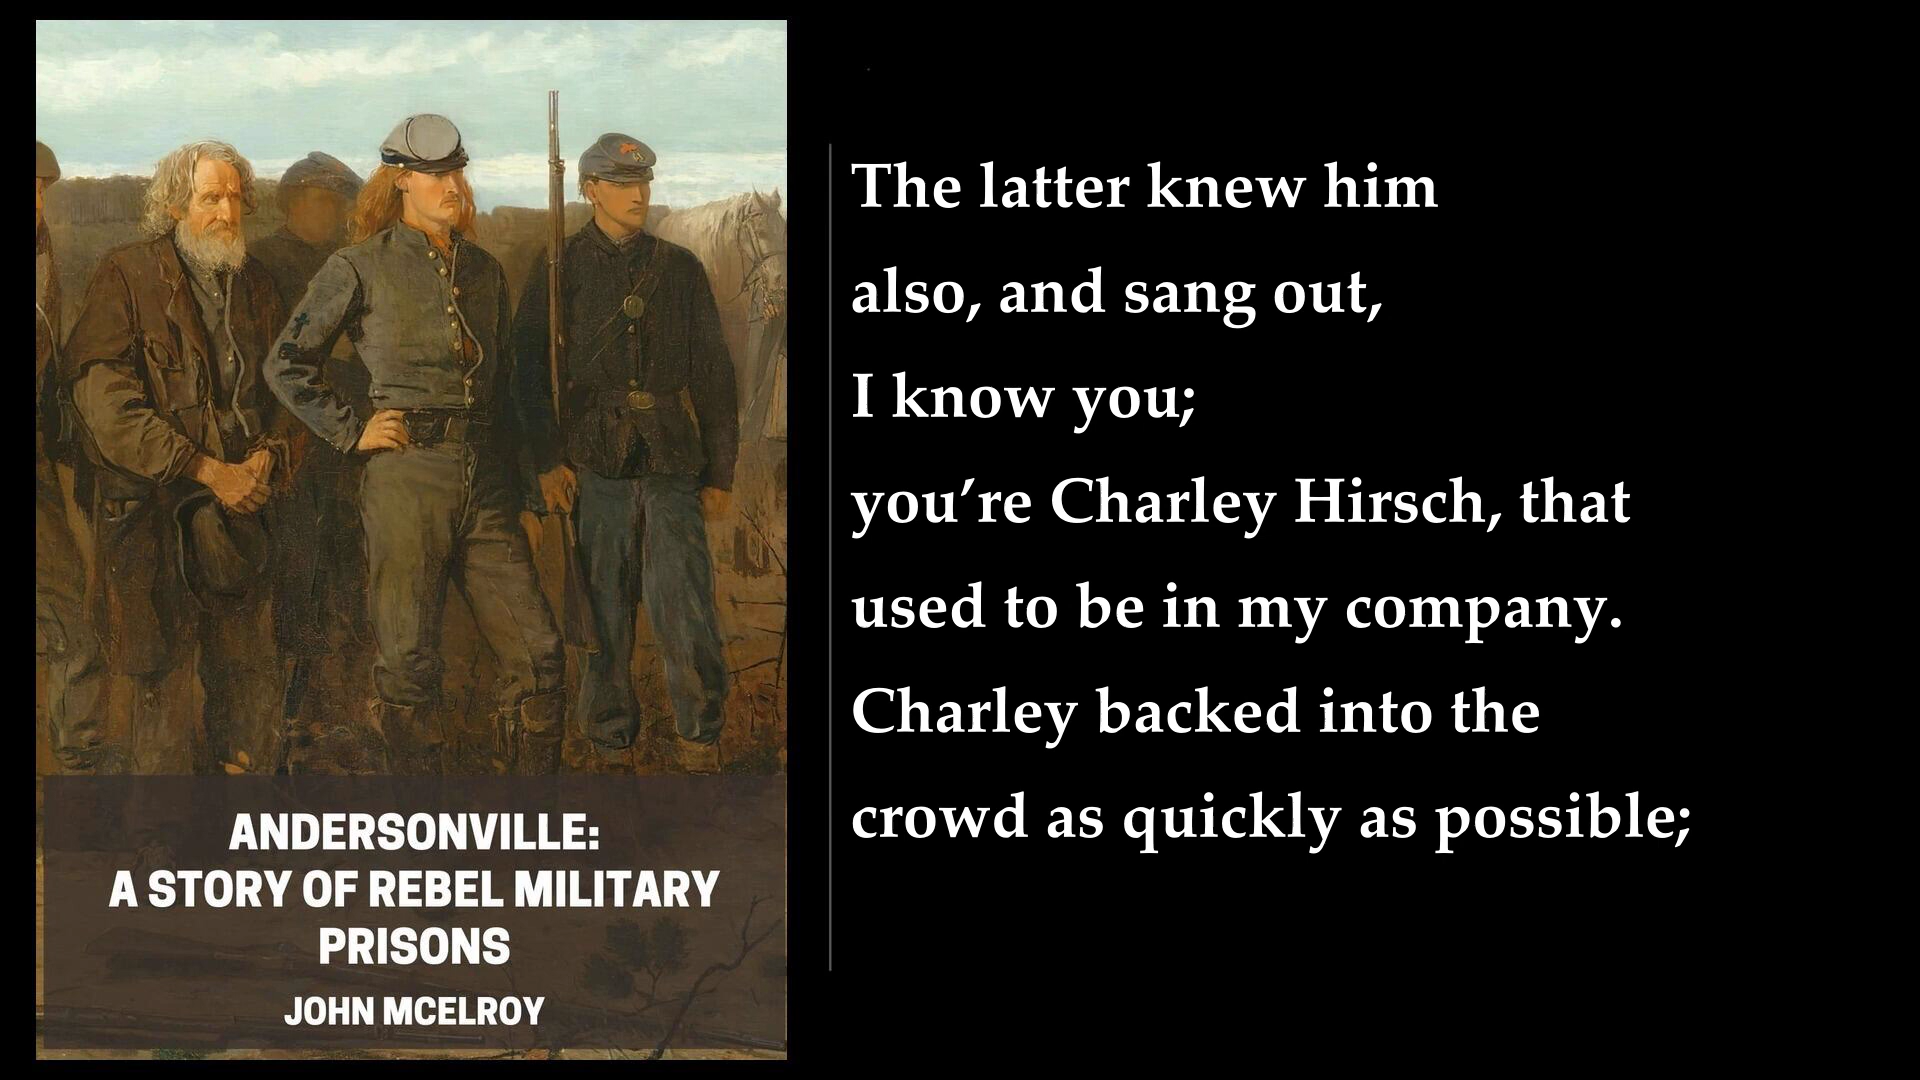 ANDERSONVILLE:
A STORY OF REBEL MILITARY
PRISONS
JOHN MCELROY
The latter knew him
also, and sang out,
I know you;
you’re Charley Hirsch, that
used to be in my company.
Charley backed into the
crowd as quickly as possible;